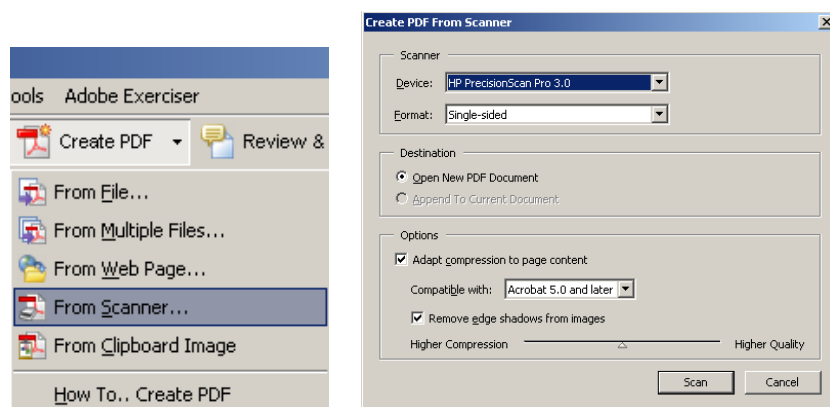 ools Adobe Exerciser
Create PDF Review &
From File...
From Multiple Files...
From Web Page...
From Scanner...
From Clipboard Image
How To.. Create PDF
Create PDF From Scanner
Scanner
Device: HP PrecisionScan Pro 3.0
Format: Single-sided
Destination
Open New PDF Document
Append To Current Document
Options
Adapt compression to page content
Compatible with: Acrobat 5.0 and later
Remove edge shadows from images
Higher Compression Higher Quality
Scan Cancel